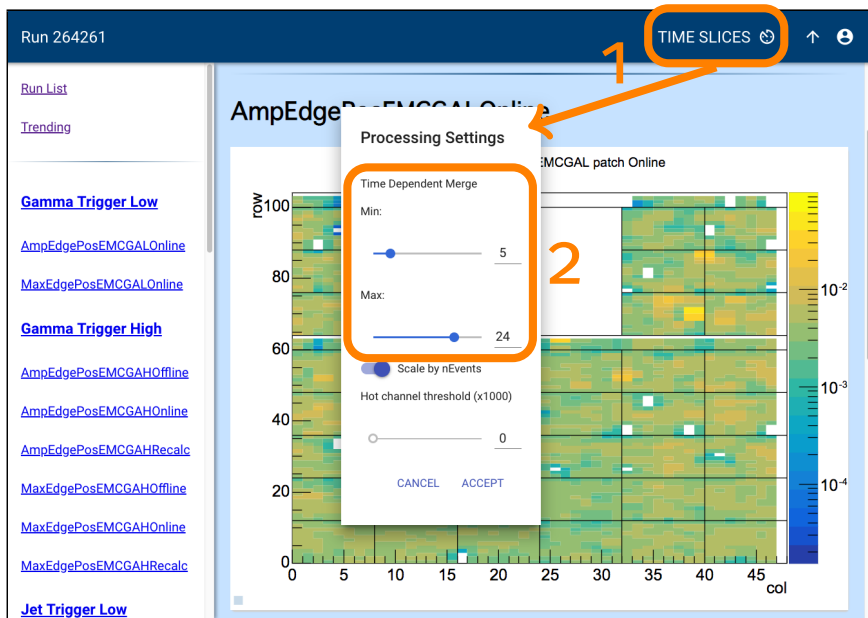 Run 264261
TIME SLICES
1
Run List
Trending
Gamma Trigger Low
AmpEdgePosEMCGALOnline
MaxEdgePosEMCGALOnline
Gamma Trigger High
AmpEdgePosEMCGAHOffline
AmpEdgePosEMCGAHOnline
AmpEdgePosEMCGAHRecalc
MaxEdgePosEMCGAHOffline
MaxEdgePosEMCGAHOnline
MaxEdgePosEMCGAHRecalc
Jet Trigger Low
AmpEdgePosEMCGALOnline
EMCGAL patch Online
row
100
80
60
40
20
0
0 5 10 15 20 25 30 35 40 45
col
10-2
10-3
10-4
Processing Settings
Time Dependent Merge
Min:
5
Max:
24
2
Scale by nEvents
Hot channel threshold (x1000)
0
CANCEL ACCEPT